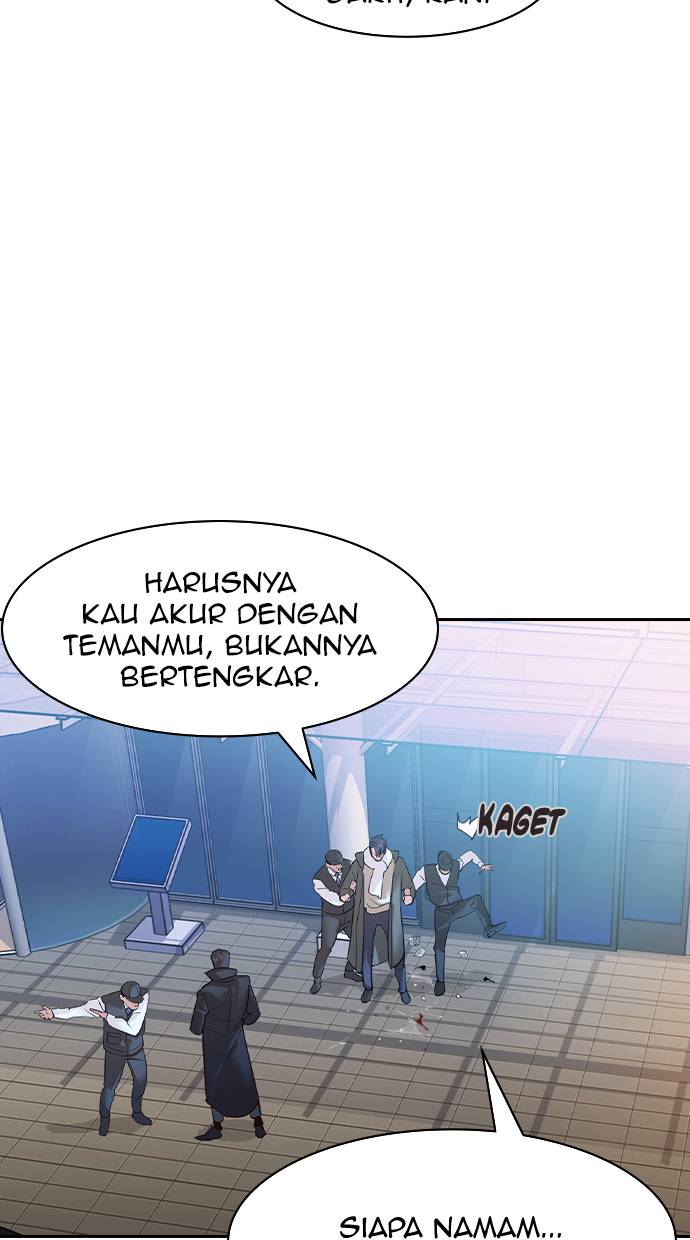 HARUSNYA
KAU AKUR DENGAN
TEMANMU, BUKANNYA
BERTENGKAR.
KAGET
SIAPA NAMAM...